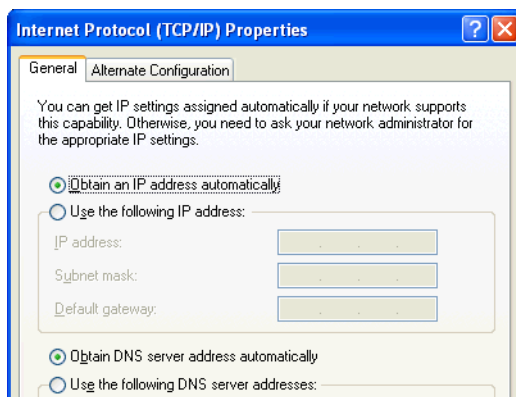 Internet Protocol (TCP/IP) Properties
General
Alternate Configuration
You can get IP settings assigned automatically if your network supports
this capability. Otherwise, you need to ask your network administrator for
the appropriate IP settings.
Obtain an IP address automatically
Use the following IP address:
IP address:
Subnet mask:
Default gateway:
Obtain DNS server address automatically
Use the following DNS server addresses: